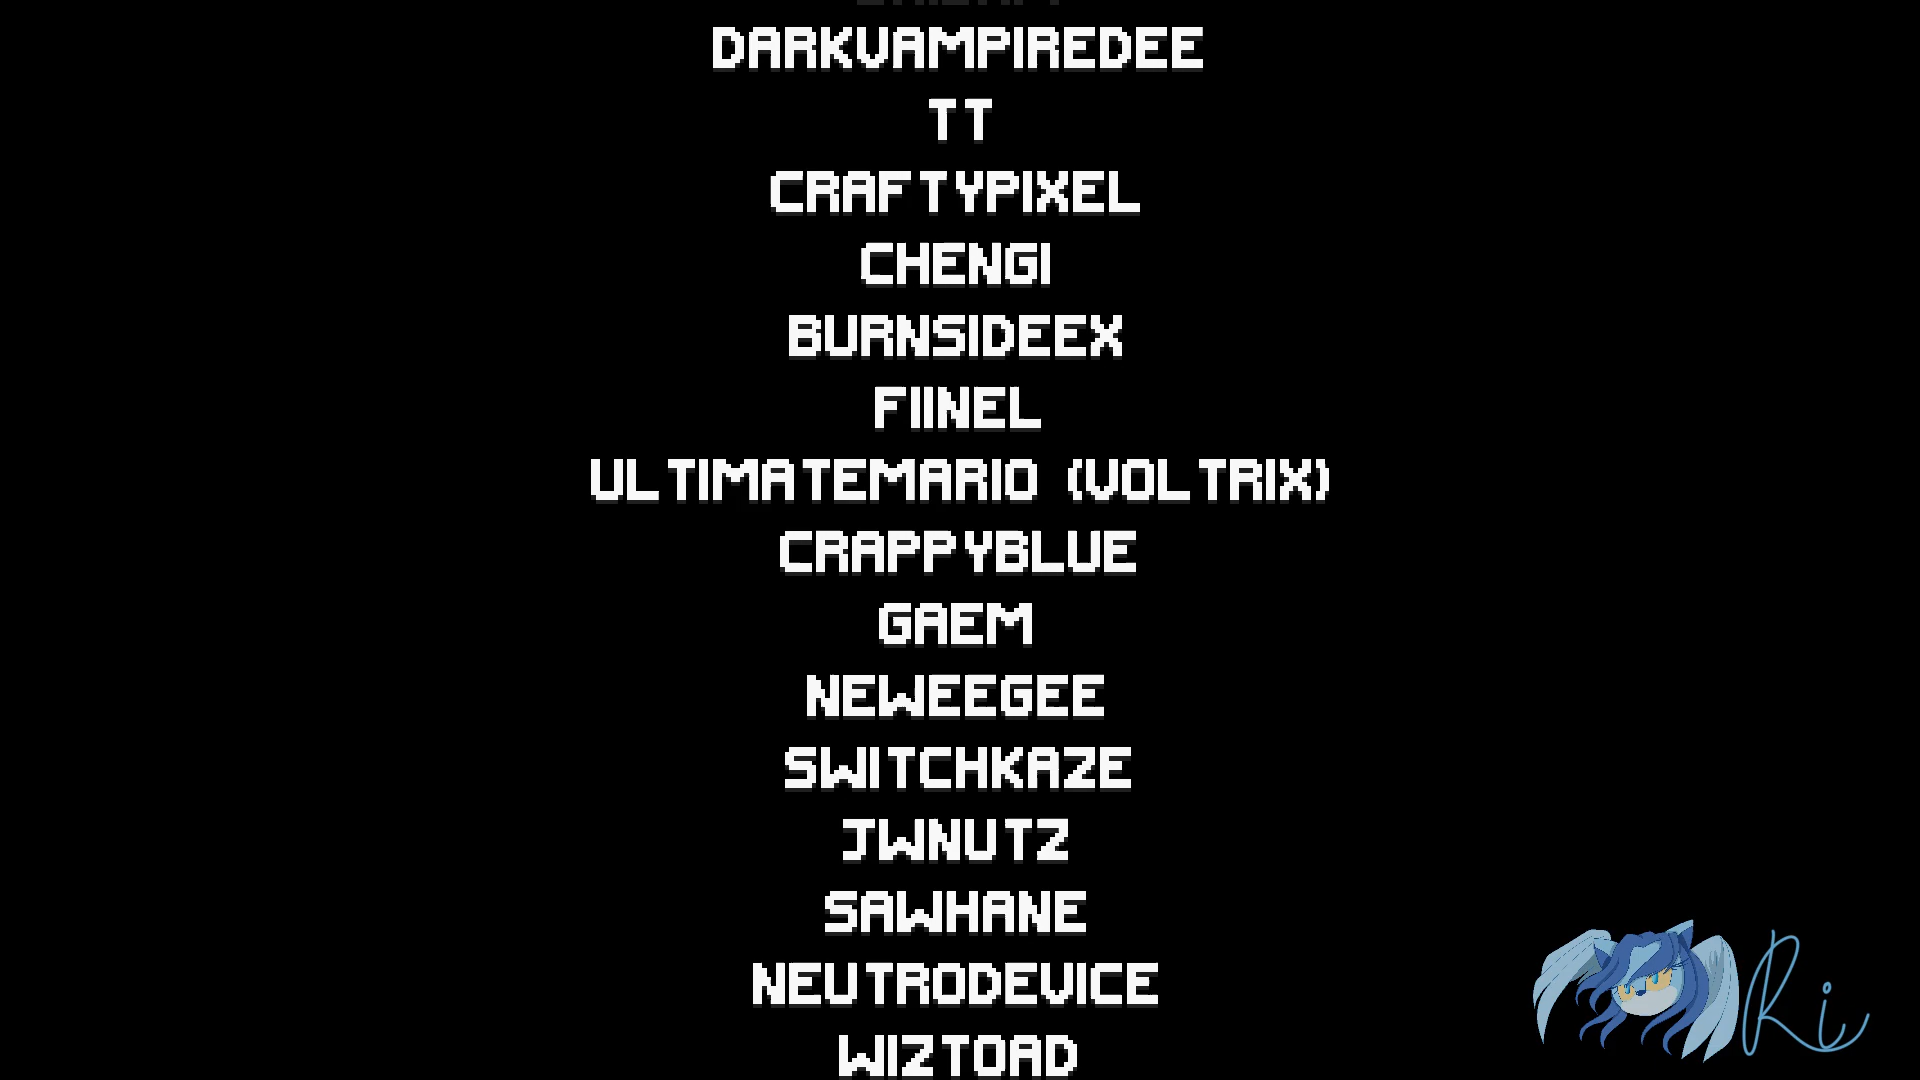 DARKVAMPIREDEE
TT
CRAFTYPIXEL
CHENGI
BURNSIDEEX
FIINEL
ULTIMATEMARIO (VOLTRIX)
CRAPPYBLUE
GAEM
NEWEEGEE
SWITCHKAZE
JWNUTZ
SAWHANE
NEUTRODEVICE
WIZTOAD
Ri